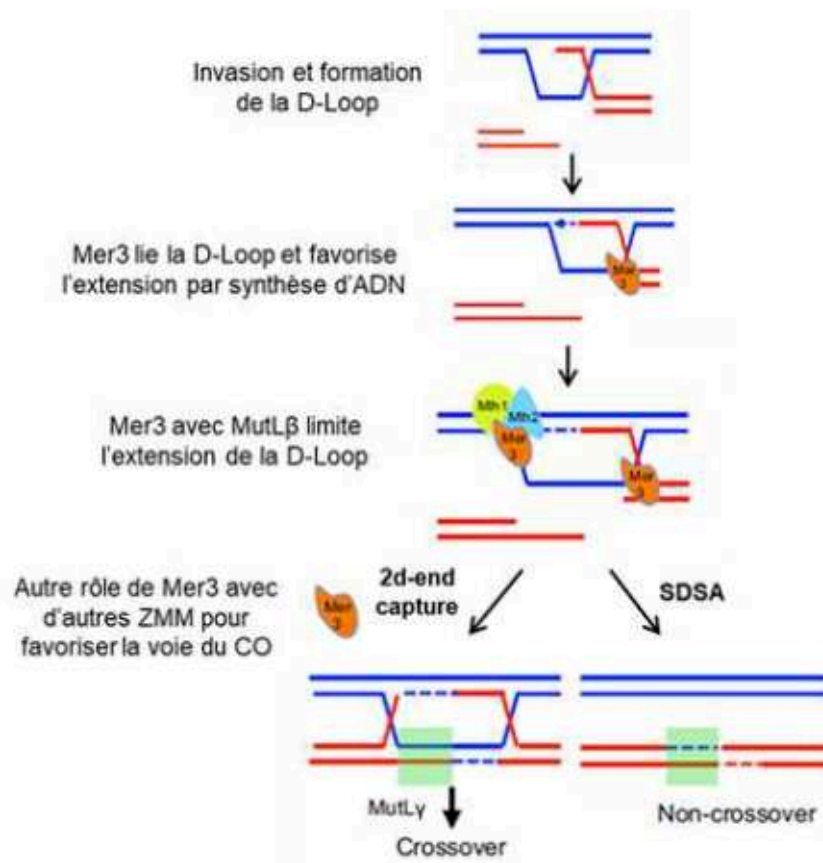 Invasion et formation
de la D-Loop
Mer3 lie la D-Loop et favorise
l'extension par synthèse d'ADN
Mer
3
Mer3 avec MutLβ limite
l'extension de la D-Loop
Mlh1
Mlh2
Mer
3
Mer
3
Autre rôle de Mer3 avec
d'autres ZMM pour
favoriser la voie du CO
Mer
3
2d-end
capture
SDSA
MutLγ
Crossover
Non-crossover